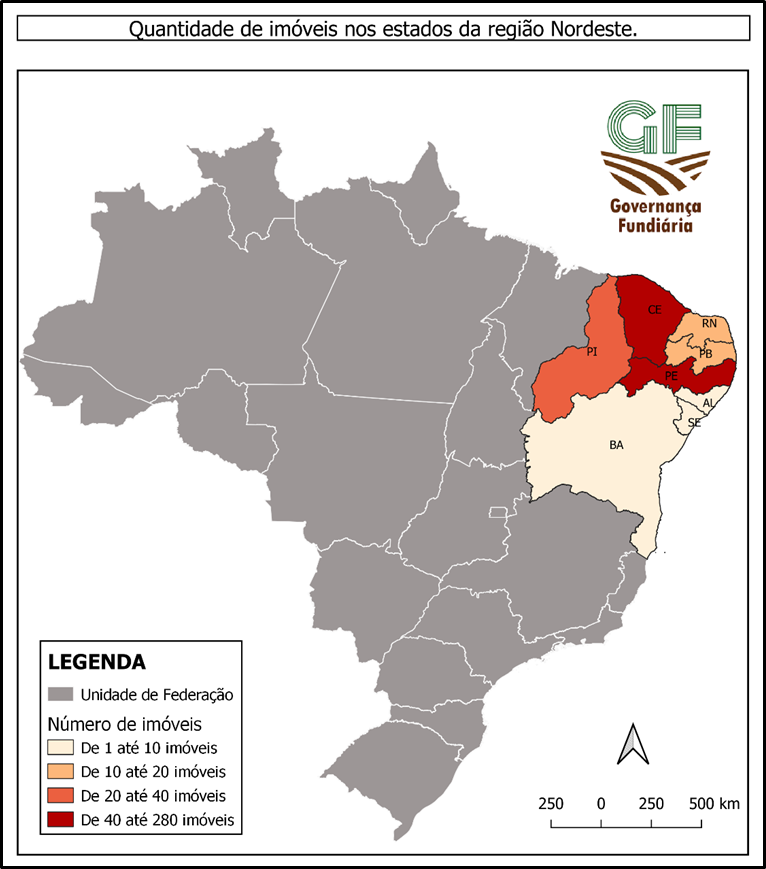 Quantidade de imóveis nos estados da região Nordeste.
GF
Governança
Fundiária
CE
RN
PI
PB
PE
AL
SE
BA
LEGENDA
Unidade de Federação
Número de imóveis
De 1 até 10 imóveis
De 10 até 20 imóveis
De 20 até 40 imóveis
De 40 até 280 imóveis
250 0 250 500 km